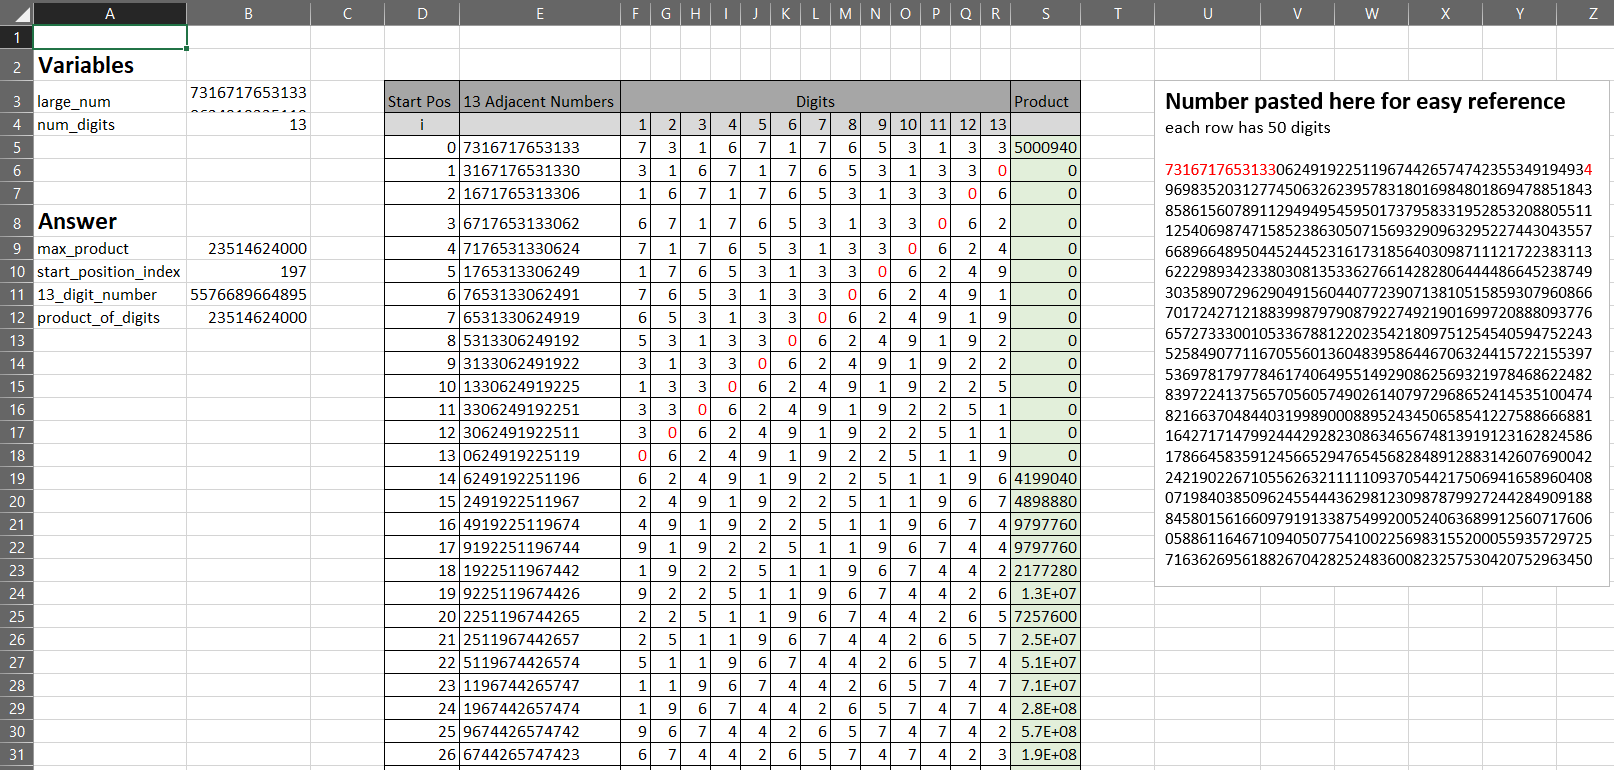 A B C D E F G H I J K L M N O P Q R S T U V W X Y Z
1
2 Variables
3 large_num 7316717653133 Start Pos 13 Adjacent Numbers Digits Product Number pasted here for easy reference
4 num_digits 13 i 1 2 3 4 5 6 7 8 9 10 11 12 13 each row has 50 digits
5 0 7316717653133 7 3 1 6 7 1 7 6 5 3 1 3 3 5000940
6 1 3167176531330 3 1 6 7 1 7 6 5 3 1 3 3 0 0 73167176531330624919225119674426574742355349194934
7 2 1671765313306 1 6 7 1 7 6 5 3 1 3 3 0 6 0 96983520312774506326239578318016984801869478851843
8 Answer 3 6717653133062 6 7 1 7 6 5 3 1 3 3 0 6 2 0 85861560789112949495459501737958331952853208805511
12540698747158523863050715693290963295227443043557
9 max_product 23514624000 4 7176531330624 7 1 7 6 5 3 1 3 3 0 6 2 4 0 66896648950445244523161731856403098711121722383113
10 start_position_index 197 5 1765313306249 1 7 6 5 3 1 3 3 0 6 2 4 9 0 62229893423380308135336276614282806444486645238749
11 13_digit_number 5576689664895 6 7653133062491 7 6 5 3 1 3 3 0 6 2 4 9 1 0 30358907296290491560440772390713810515859307960866
12 product_of_digits 23514624000 7 6531330624919 6 5 3 1 3 3 0 6 2 4 9 1 9 0 70172427121883998797908792274921901699720888093776
13 8 5313306249192 5 3 1 3 3 0 6 2 4 9 1 9 2 0 65727333001053367881220235421809751254540594752243
14 9 3133062491922 3 1 3 3 0 6 2 4 9 1 9 2 2 0 52584907711670556013604839586446706324415722155397
15 10 1330624919225 1 3 3 0 6 2 4 9 1 9 2 2 5 0 53697817977846174064955149290862569321978468622482
16 11 3306249192251 3 3 0 6 2 4 9 1 9 2 2 5 1 0 83972241375657056057490261407972968652414535100474
17 12 3062491922511 3 0 6 2 4 9 1 9 2 2 5 1 1 0 82166370484403199890008895243450658541227588666881
16427171479924442928230863465674813919123162824586
18 13 0624919225119 0 6 2 4 9 1 9 2 2 5 1 1 9 0 17866458359124566529476545682848912883142607690042
19 14 6249192251196 6 2 4 9 1 9 2 2 5 1 1 9 6 4199040 24219022671055626321111109370544217506941658960408
20 15 2491922511967 2 4 9 1 9 2 2 5 1 1 9 6 7 4898880 07198403850962455444362981230987879927244284909188
21 16 4919225119674 4 9 1 9 2 2 5 1 1 9 6 7 4 9797760 84580156166097919133875499200524063689912560717606
22 17 9192251196744 9 1 9 2 2 5 1 1 9 6 7 4 4 9797760 05886116467109405077541002256983155200055935729725
23 18 1922511967442 1 9 2 2 5 1 1 9 6 7 4 4 2 2177280 71636269561882670428252483600823257530420752963450
24 19 9225119674426 9 2 2 5 1 1 9 6 7 4 4 2 6 1.3E+07
25 20 2251196744265 2 2 5 1 1 9 6 7 4 4 2 6 5 7257600
26 21 2511967442657 2 5 1 1 9 6 7 4 4 2 6 5 7 2.5E+07
27 22 5119674426574 5 1 1 9 6 7 4 4 2 6 5 7 4 5.1E+07
28 23 1196744265747 1 1 9 6 7 4 4 2 6 5 7 4 7 7.1E+07
29 24 1967442657474 1 9 6 7 4 4 2 6 5 7 4 7 4 2.8E+08
30 25 9674426574742 9 6 7 4 4 2 6 5 7 4 7 4 2 5.7E+08
31 26 6744265747423 6 7 4 4 2 6 5 7 4 7 4 2 3 1.9E+08